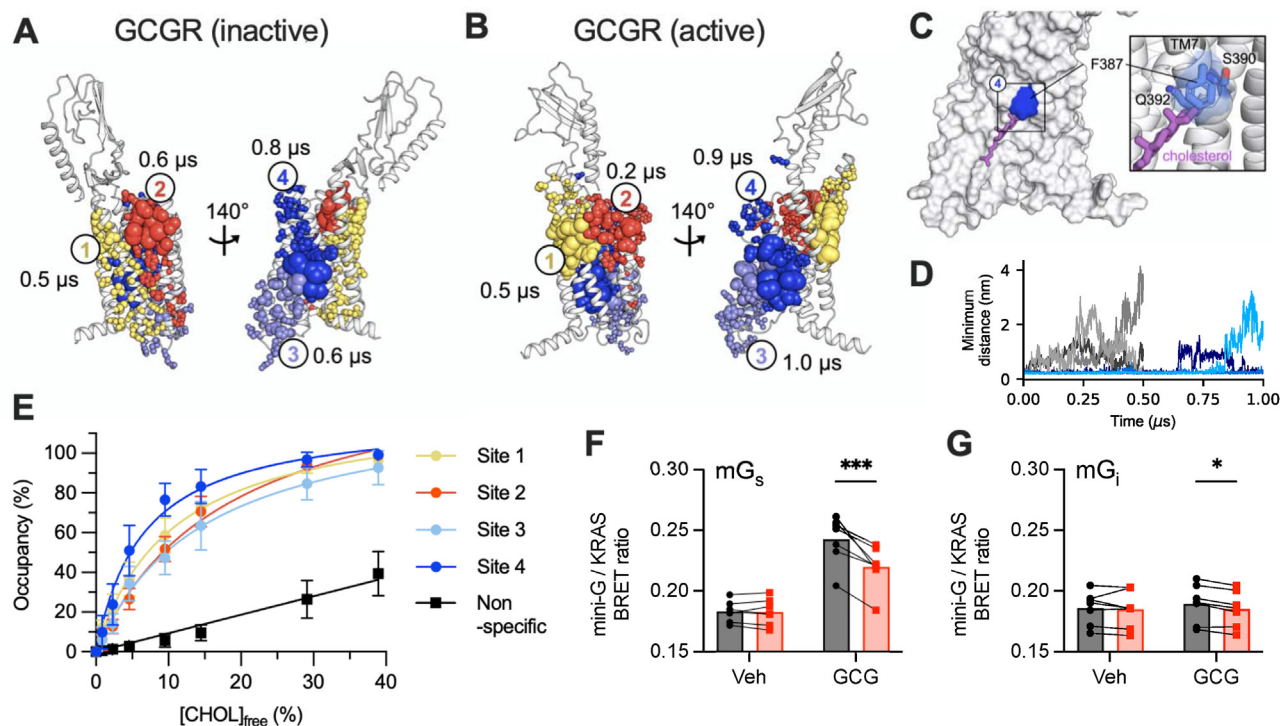 A
GCGR (inactive)
0.6 µs
2
1
0.5 µs
140°
0.8 µs
4
3
0.6 µs
B
GCGR (active)
0.2 µs
2
1
0.5 µs
140°
0.9 µs
4
3
1.0 µs
C
4
F387
TM7
S390
Q392
cholesterol
D
Minimum
distance (nm)
4
2
0
0.00 0.25 0.50 0.75 1.00
Time (µs)
E
Occupancy (%)
100
80
60
40
20
0
0 10 20 30 40
[CHOL]free (%)
Site 1
Site 2
Site 3
Site 4
Non
-specific
F
mGs
***
mini-G / KRAS
BRET ratio
0.30
0.25
0.20
0.15
Veh GCG
G
mGi
*
mini-G / KRAS
BRET ratio
0.30
0.25
0.20
0.15
Veh GCG